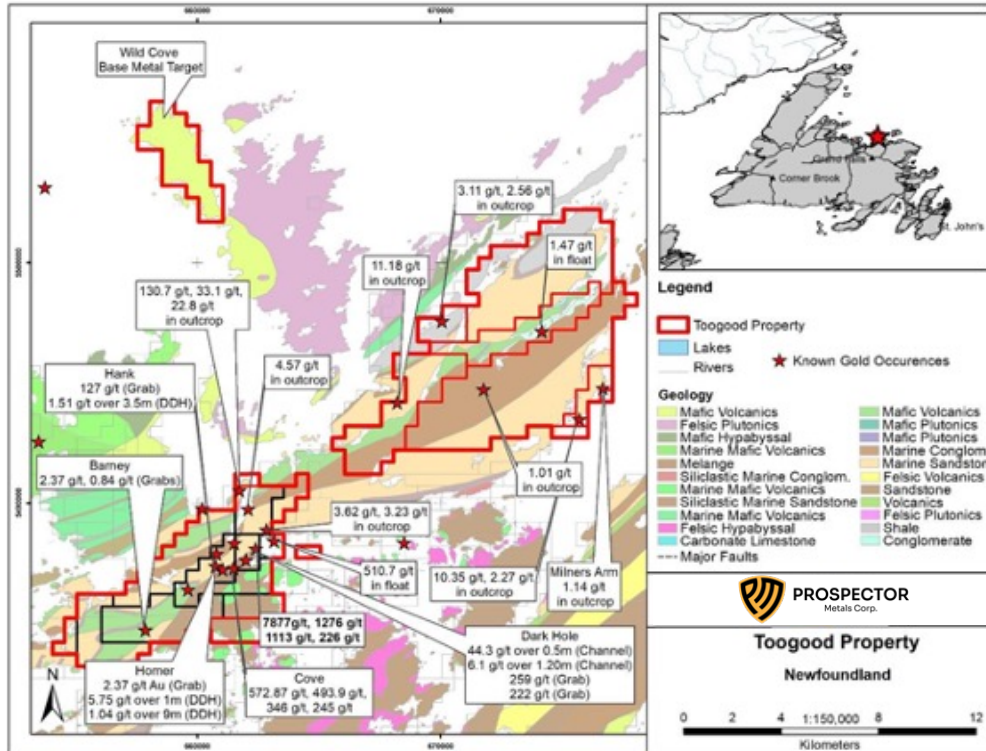 660000
670000
Wild Cove
Base Metal Target
3.11 g/t, 2.56 g/t
in outcrop
1.47 g/t
in float
11.18 g/t
in outcrop
130.7 g/t, 33.1 g/t,
22.8 g/t
in outcrop
4.57 g/t
in outcrop
Hank
127 g/t (Grab)
1.51 g/t over 3.5m (DDH)
Barney
2.37 g/t, 0.84 g/t (Grabs)
1.01 g/t
in outcrop
3.62 g/t, 3.23 g/t
in outcrop
510.7 g/t
in float
10.35 g/t, 2.27 g/t
in outcrop
Milners Arm
1.14 g/t
in outcrop
7877g/t, 1276 g/t
1113 g/t, 226 g/t
Dark Hole
44.3 g/t over 0.5m (Channel)
6.1 g/t over 1.20m (Channel)
259 g/t (Grab)
222 g/t (Grab)
Homer
2.37 g/t Au (Grab)
5.75 g/t over 1m (DDH)
1.04 g/t over 9m (DDH)
Cove
572.87 g/t, 493.9 g/t,
346 g/t, 245 g/t
N
660000
670000
Grand Falls
Corner Brook
St. John's
Legend
Toogood Property
Lakes
Rivers
Known Gold Occurences
Geology
Mafic Volcanics
Felsic Plutonics
Mafic Hypabyssal
Marine Mafic Volcanics
Melange
Siliclastic Marine Conglom.
Marine Mafic Volcanics
Siliclastic Marine Sandstone
Marine Mafic Volcanics
Felsic Hypabyssal
Carbonate Limestone
Major Faults
Mafic Volcanics
Mafic Plutonics
Mafic Plutonics
Marine Conglom
Marine Sandston
Felsic Volcanics
Sandstone
Volcanics
Felsic Plutonics
Shale
Conglomerate
PROSPECTOR
Metals Corp.
Toogood Property
Newfoundland
0 2 4 1:150,000 8 12
Kilometers